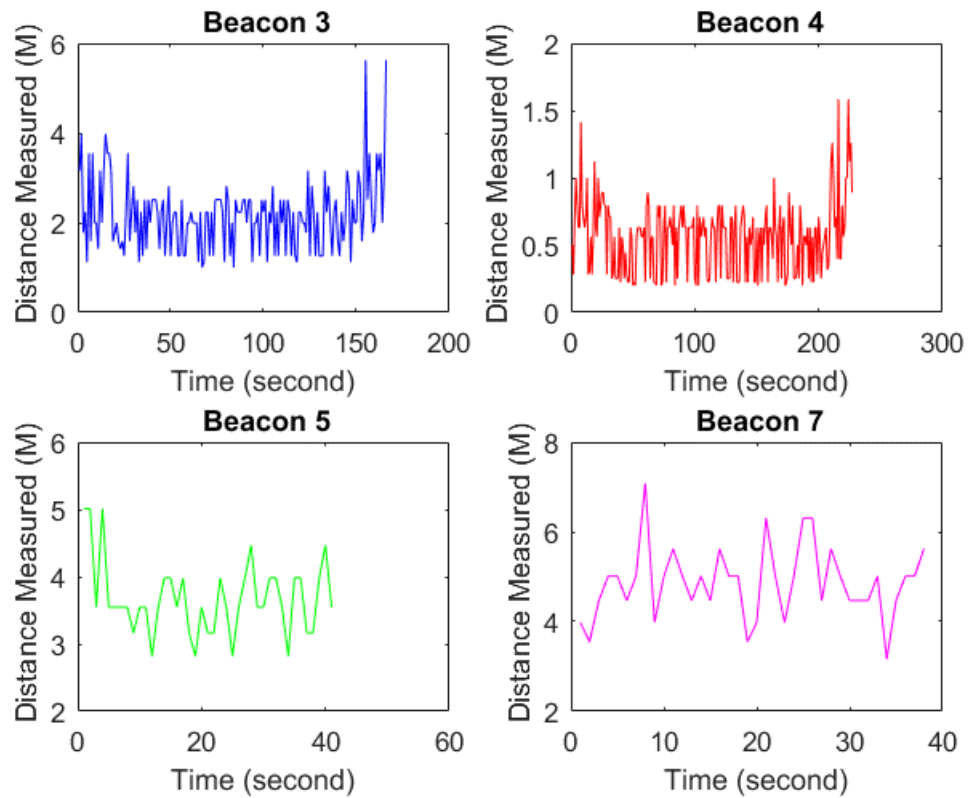 Beacon 3
Distance Measured (M)
6
4
2
0
0 50 100 150 200
Time (second)
Beacon 4
Distance Measured (M)
2
1.5
1
0.5
0
0 100 200 300
Time (second)
Beacon 5
Distance Measured (M)
6
5
4
3
2
0 20 40 60
Time (second)
Beacon 7
Distance Measured (M)
8
6
4
2
0 10 20 30 40
Time (second)